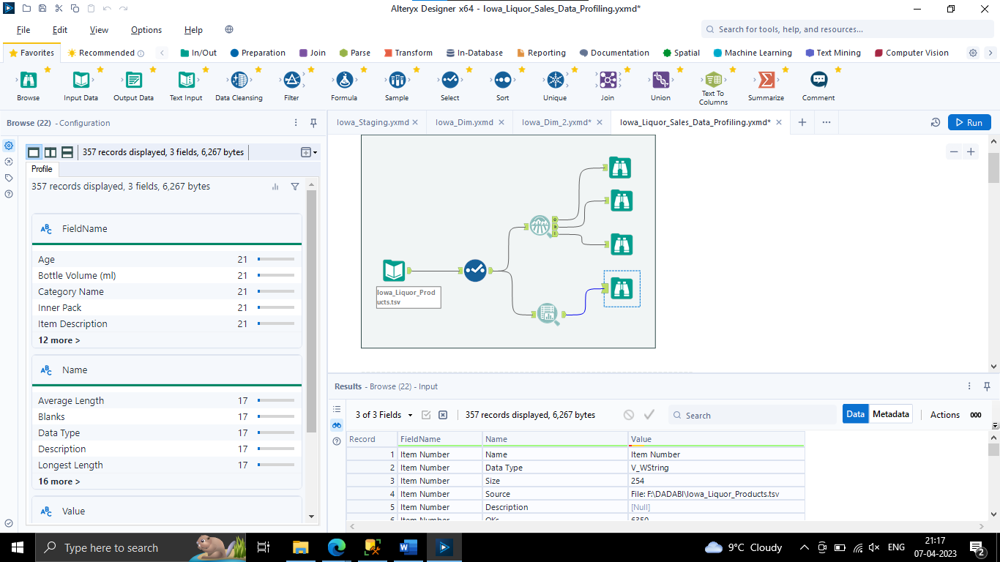 Alteryx Designer x64 - Iowa_Liquor_Sales_Data_Profiling.yxmd*
File Edit View Options Help
Search for tools, help, and resources...
Favorites Recommended In/Out Preparation Join Parse Transform In-Database Reporting Documentation Spatial Machine Learning Text Mining Computer Vision
Browse Input Data Output Data Text Input Data Cleansing Filter Formula Sample Select Sort Unique Join Union Text To Columns Summarize Comment
Browse (22) - Configuration
Iowa_Staging.yxmd Iowa_Dim.yxmd Iowa_Dim_2.yxmd* Iowa_Liquor_Sales_Data_Profiling.yxmd* Run
357 records displayed, 3 fields, 6,267 bytes
Profile
357 records displayed, 3 fields, 6,267 bytes
ABC FieldName
Age 21
Bottle Volume (ml) 21
Category Name 21
Inner Pack 21
Item Description 21
12 more >
ABC Name
Average Length 17
Blanks 17
Data Type 17
Description 17
Longest Length 17
16 more >
ABC Value
O
R
I
Iowa_Liquor_Prod
ucts.tsv
Results - Browse (22) - Input
3 of 3 Fields 357 records displayed, 6,267 bytes Search Data Metadata Actions 000
Record FieldName Name Value
1 Item Number Name Item Number
2 Item Number Data Type V_WString
3 Item Number Size 254
4 Item Number Source File: F:\DADABI\Iowa_Liquor_Products.tsv
5 Item Number Description [Null]
6 Item Number OKs 6350
Type here to search
9°C Cloudy ENG 21:17
07-04-2023
2